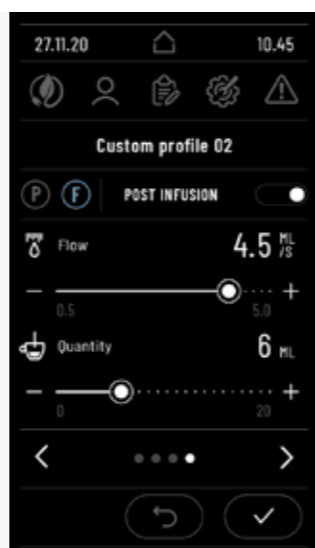 27.11.20 10.45
Custom profile 02
P F POST INFUSION
Flow 4.5 ML/S
- +
0.5 5.0
Quantity 6 ML
- +
0 20